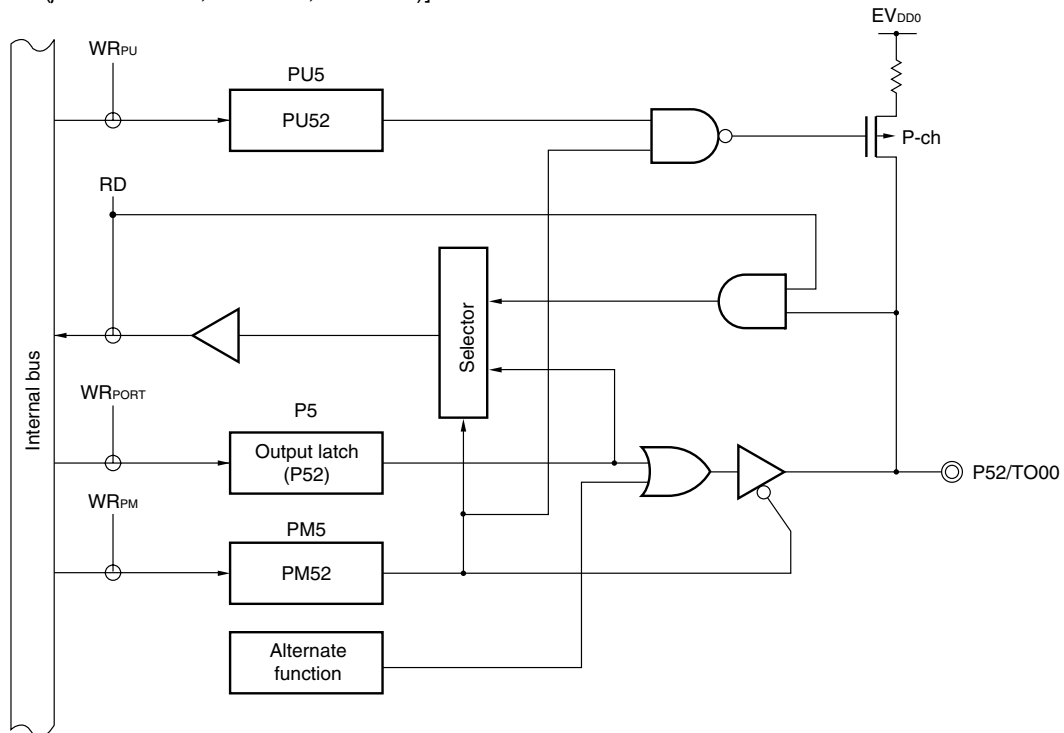 EVDD0
WRPU
PU5
PU52
P-ch
RD
Selector
Internal bus
WRPORT
P5
Output latch
(P52)
P52/TO00
WRPM
PM5
PM52
Alternate
function